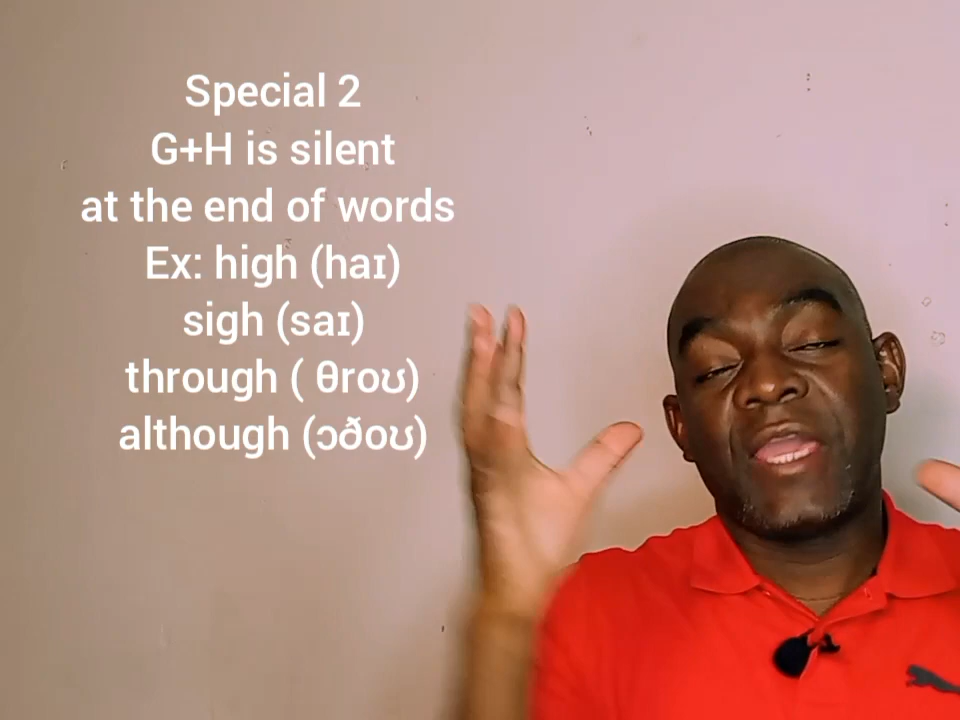 Special 2
G+H is silent
at the end of words
Ex: high (haɪ)
sigh (saɪ)
through ( θroʊ)
although (ɔðoʊ)